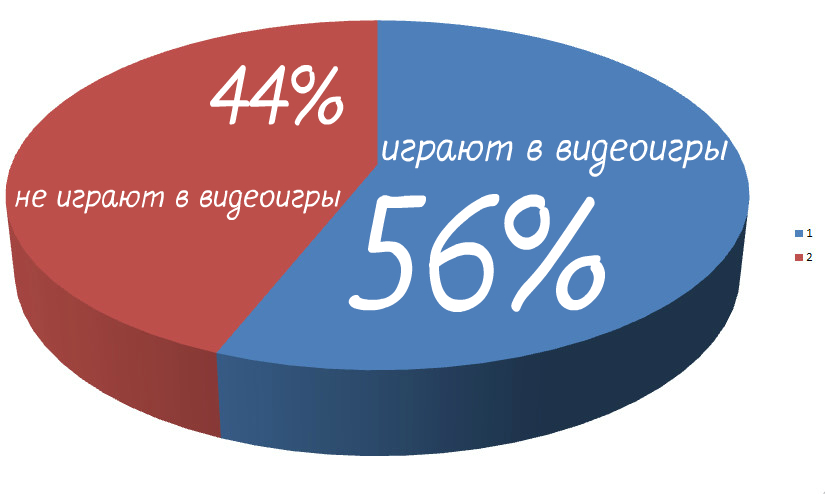 44%
не играют в видеоигры
играют в видеоигры
56%
1
2